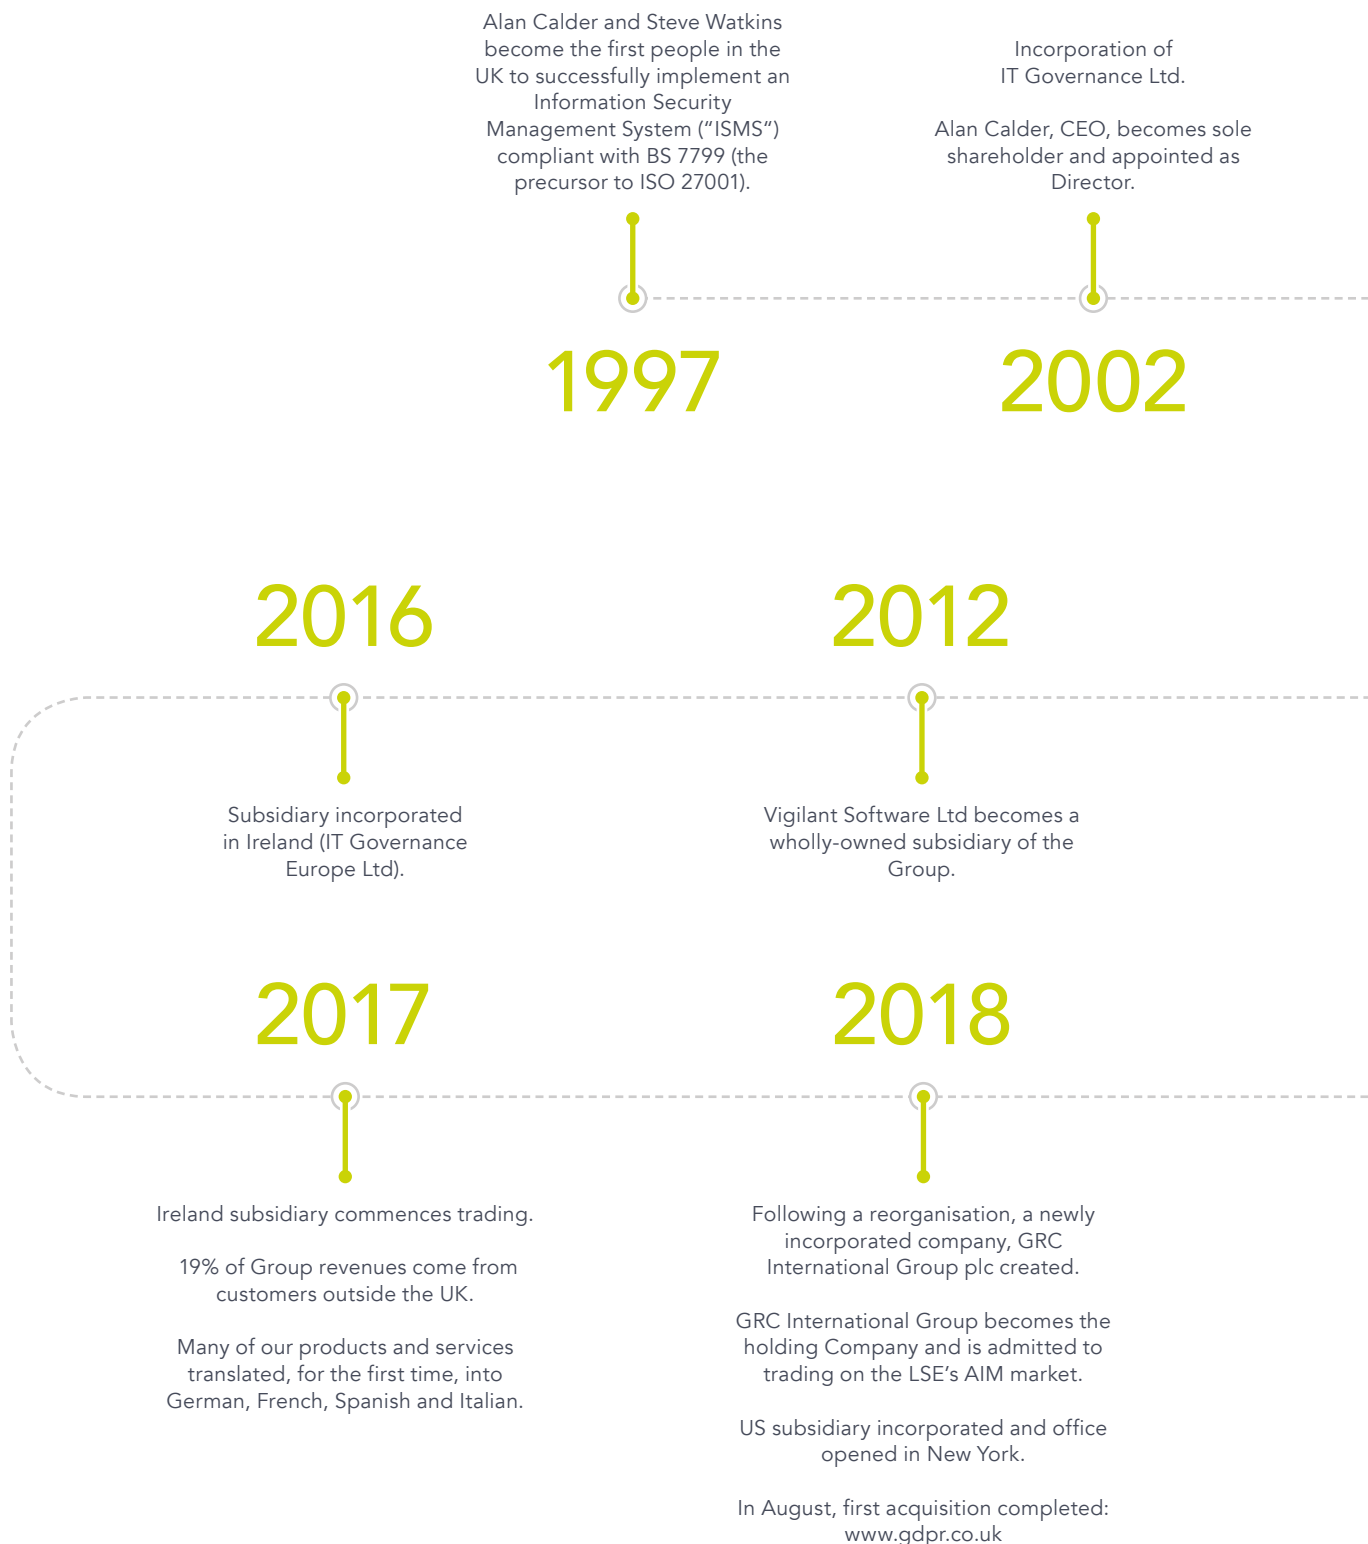 Alan Calder and Steve Watkins
become the first people in the
UK to successfully implement an
Information Security
Management System (“ISMS“)
compliant with BS 7799 (the
precursor to ISO 27001).
1997
Incorporation of
IT Governance Ltd.
Alan Calder, CEO, becomes sole
shareholder and appointed as
Director.
2002
2016
Subsidiary incorporated
in Ireland (IT Governance
Europe Ltd).
2012
Vigilant Software Ltd becomes a
wholly-owned subsidiary of the
Group.
2017
Ireland subsidiary commences trading.
19% of Group revenues come from
customers outside the UK.
Many of our products and services
translated, for the first time, into
German, French, Spanish and Italian.
2018
Following a reorganisation, a newly
incorporated company, GRC
International Group plc created.
GRC International Group becomes the
holding Company and is admitted to
trading on the LSE’s AIM market.
US subsidiary incorporated and office
opened in New York.
In August, first acquisition completed:
www.gdpr.co.uk